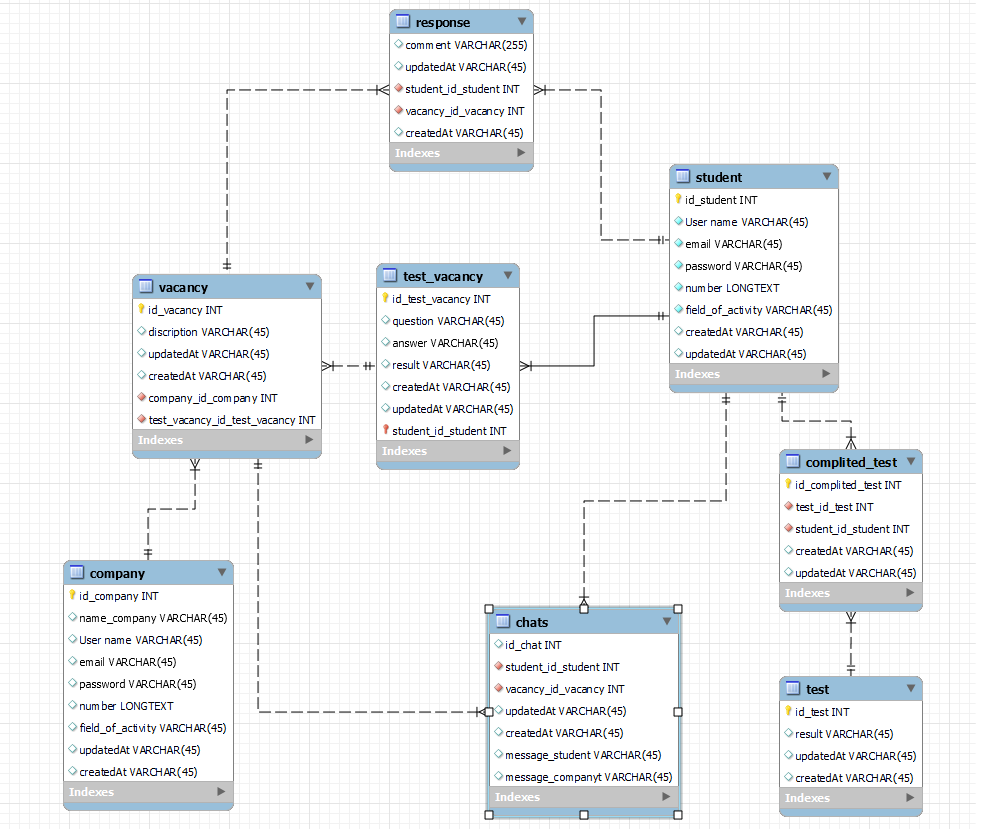 response
comment VARCHAR(255)
updatedAt VARCHAR(45)
student_id_student INT
vacancy_id_vacancy INT
createdAt VARCHAR(45)
Indexes
student
id_student INT
User name VARCHAR(45)
email VARCHAR(45)
password VARCHAR(45)
number LONGTEXT
field_of_activity VARCHAR(45)
createdAt VARCHAR(45)
updatedAt VARCHAR(45)
Indexes
vacancy
id_vacancy INT
discription VARCHAR(45)
updatedAt VARCHAR(45)
createdAt VARCHAR(45)
company_id_company INT
test_vacancy_id_test_vacancy INT
Indexes
test_vacancy
id_test_vacancy INT
question VARCHAR(45)
answer VARCHAR(45)
result VARCHAR(45)
createdAt VARCHAR(45)
updatedAt VARCHAR(45)
student_id_student INT
Indexes
complited_test
id_complited_test INT
test_id_test INT
student_id_student INT
createdAt VARCHAR(45)
updatedAt VARCHAR(45)
Indexes
company
id_company INT
name_company VARCHAR(45)
User name VARCHAR(45)
email VARCHAR(45)
password VARCHAR(45)
number LONGTEXT
field_of_activity VARCHAR(45)
updatedAt VARCHAR(45)
createdAt VARCHAR(45)
Indexes
chats
id_chat INT
student_id_student INT
vacancy_id_vacancy INT
updatedAt VARCHAR(45)
createdAt VARCHAR(45)
message_student VARCHAR(45)
message_companyt VARCHAR(45)
Indexes
test
id_test INT
result VARCHAR(45)
updatedAt VARCHAR(45)
createdAt VARCHAR(45)
Indexes